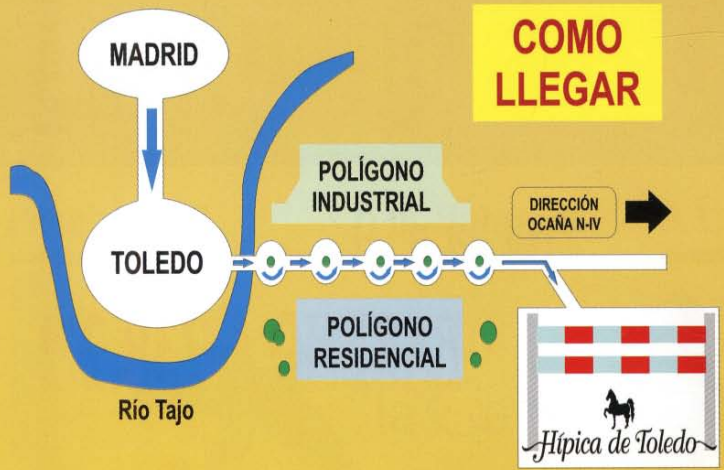 COMO
LLEGAR
MADRID
POLÍGONO
INDUSTRIAL
DIRECCIÓN
OCAÑA N-IV
TOLEDO
POLÍGONO
RESIDENCIAL
Río Tajo
Hípica de Toledo